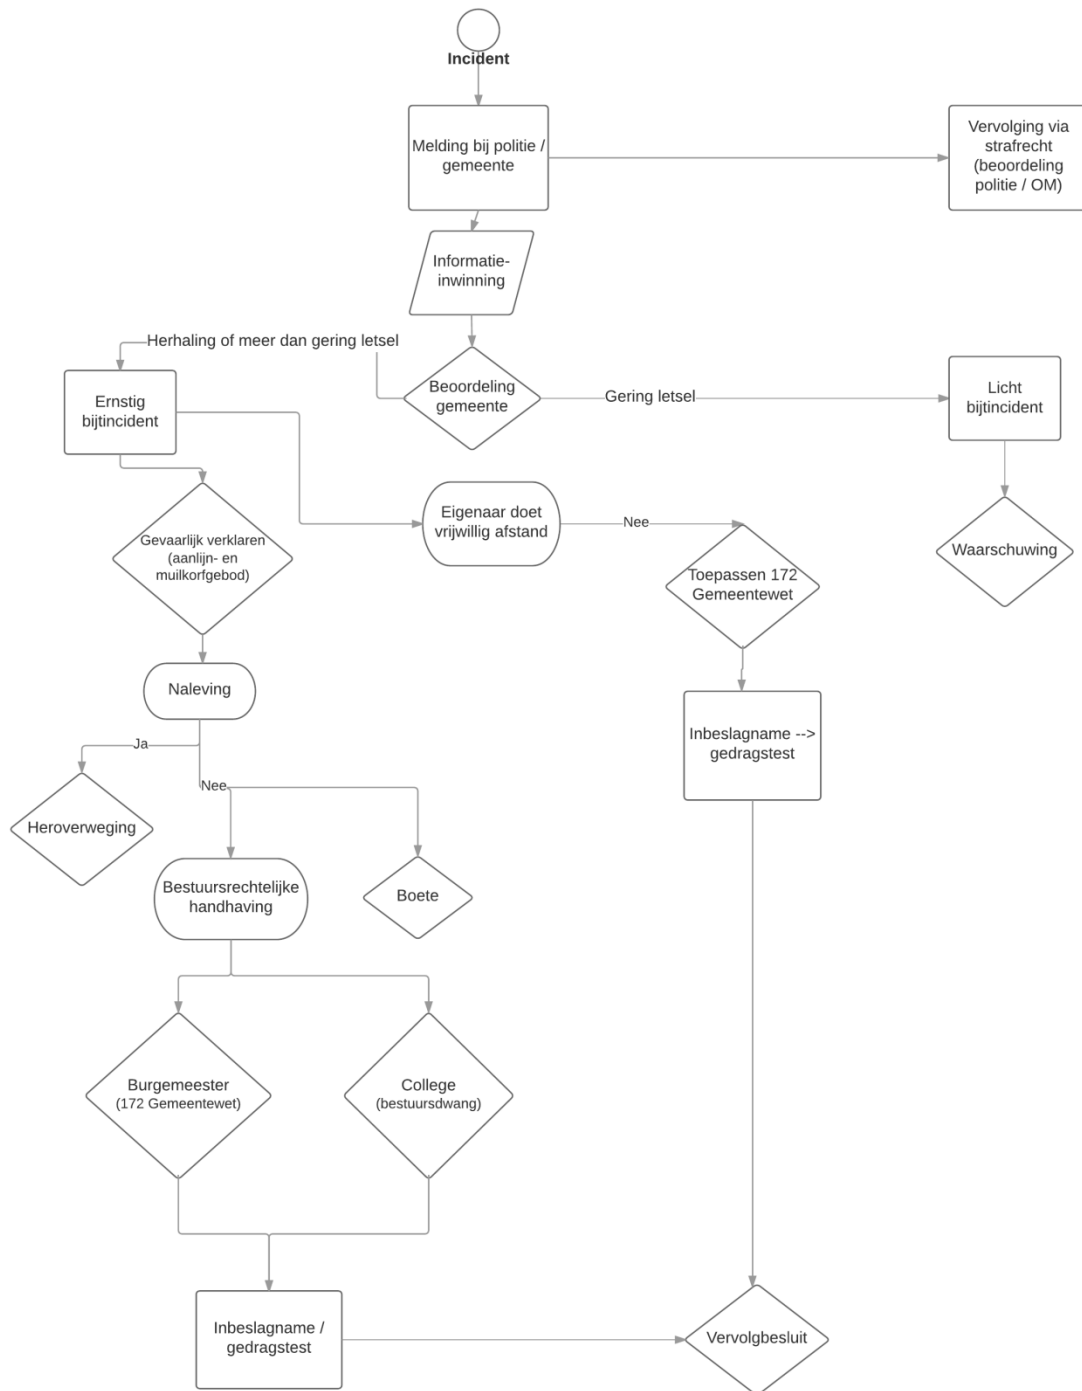 Incident
Melding bij politie /
gemeente
Vervolging via
strafrecht
(beoordeling
politie / OM)
Informatie-
inwinning
Herhaling of meer dan gering letsel
Beoordeling
gemeente
Gering letsel
Licht
bijtincident
Ernstig
bijtincident
Eigenaar doet
vrijwillig afstand
Nee
Gevaarlijk verklaren
(aanlijn- en
muilkorfgebod)
Toepassen 172
Gemeentewet
Waarschuwing
Naleving
Inbeslagname -->
gedragstest
Ja
Nee
Heroverweging
Bestuursrechtelijke
handhaving
Boete
Burgemeester
(172 Gemeentewet)
College
(bestuursdwang)
Inbeslagname /
gedragstest
Vervolgbesluit